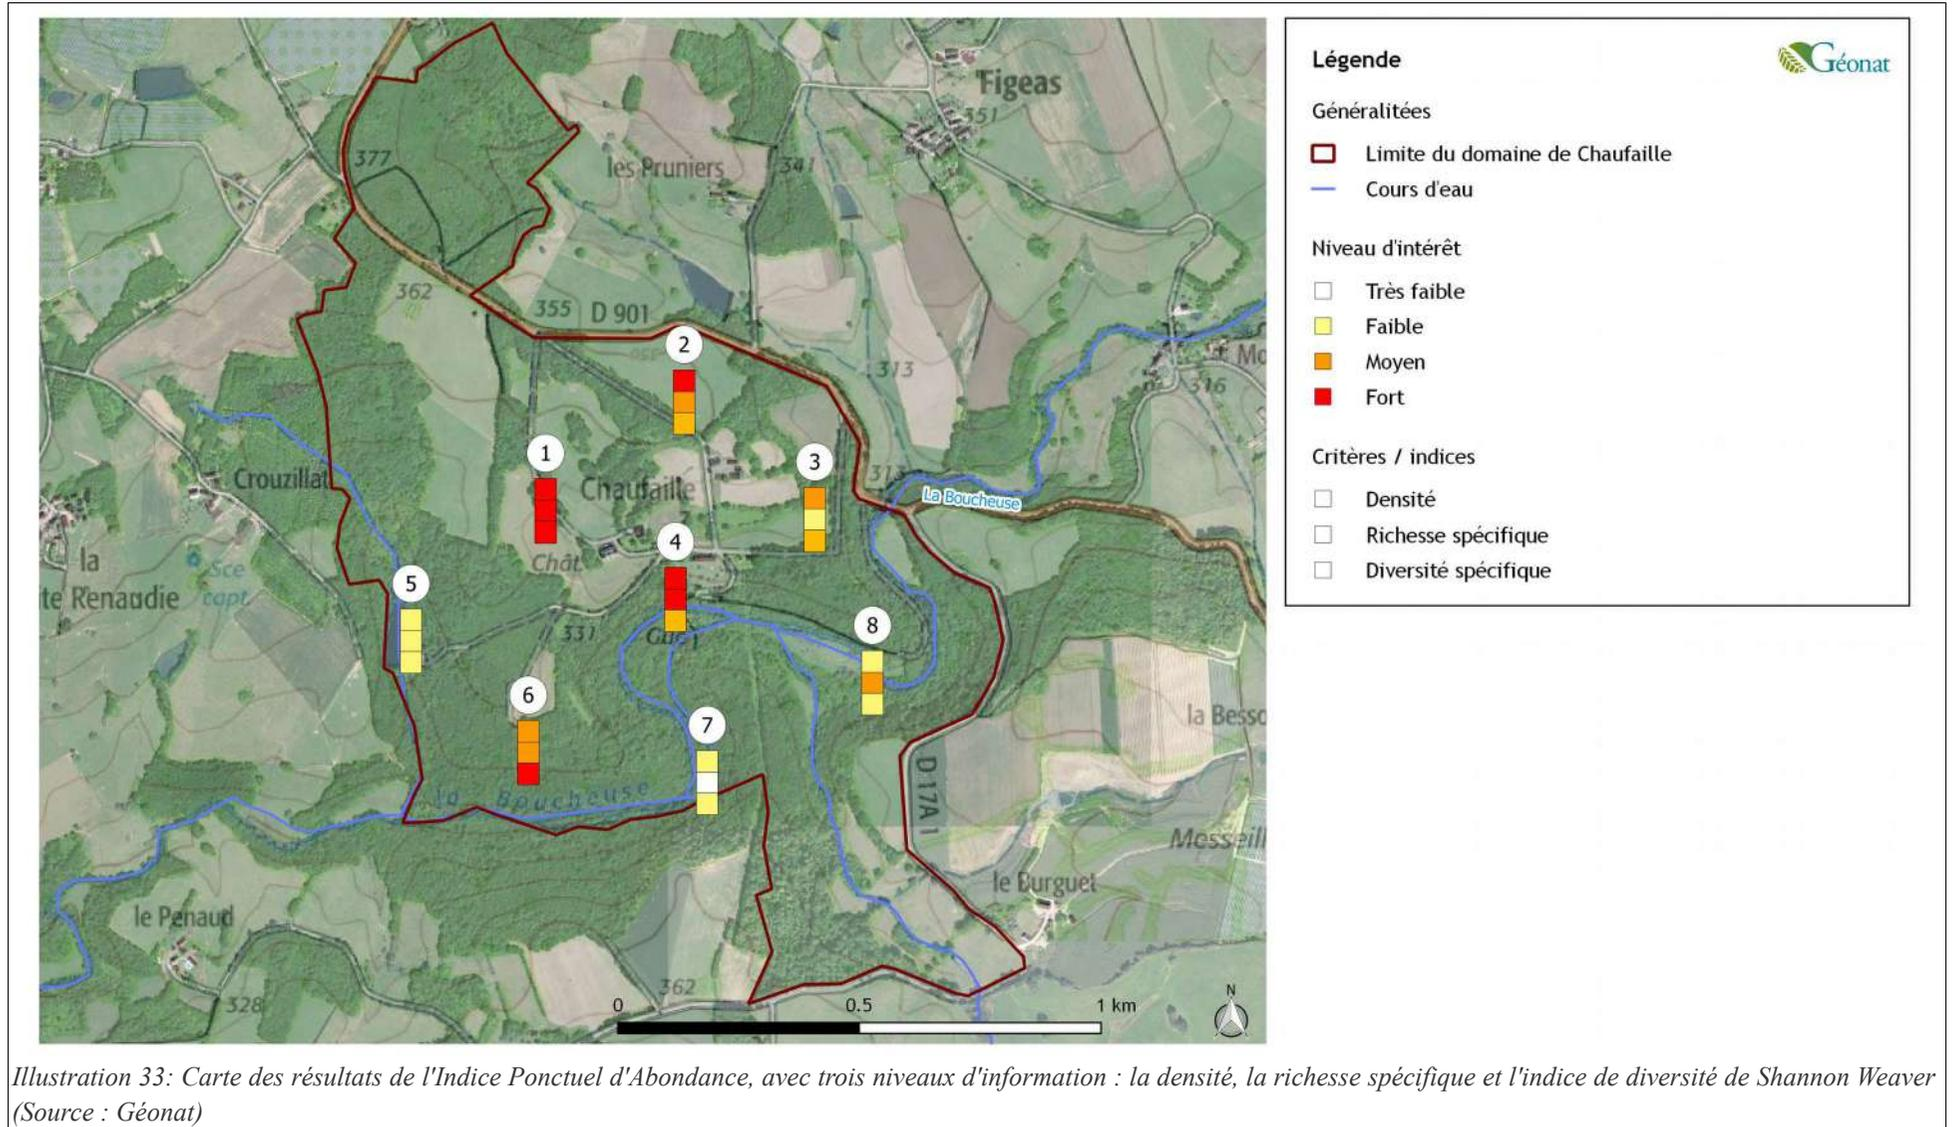 Figeas
351
377
les Pruniers
341
362
355
D 901
2
313
316
1
3
Crouzillat
Chaufaille
313
La Boucheuse
4
la
Chât.
Sce
5
te Renaudie
capt.
331
Gué
8
6
7
la Besso
D 17A1
la Boucheuse
Messeill
le Burguet
le Penaud
362
328
0
0.5
1 km
N
Légende
Géonat
Généralitées
Limite du domaine de Chaufaille
Cours d'eau
Niveau d'intérêt
Très faible
Faible
Moyen
Fort
Critères / indices
Densité
Richesse spécifique
Diversité spécifique
Illustration 33: Carte des résultats de l'Indice Ponctuel d'Abondance, avec trois niveaux d'information : la densité, la richesse spécifique et l'indice de diversité de Shannon Weaver
(Source : Géonat)